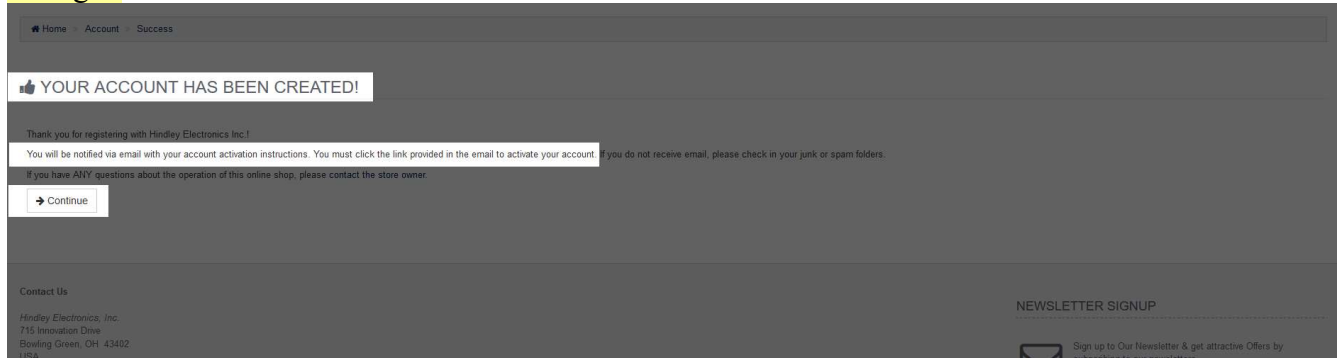 Home » Account » Success
YOUR ACCOUNT HAS BEEN CREATED!
Thank you for registering with Hindley Electronics Inc.!
You will be notified via email with your account activation instructions. You must click the link provided in the email to activate your account. If you do not receive email, please check in your junk or spam folders.
If you have ANY questions about the operation of this online shop, please contact the store owner.
Continue
Contact Us
Hindley Electronics, Inc.
715 Innovation Drive
Bowling Green, OH 43402
USA
NEWSLETTER SIGNUP
Sign up to Our Newsletter & get attractive Offers by